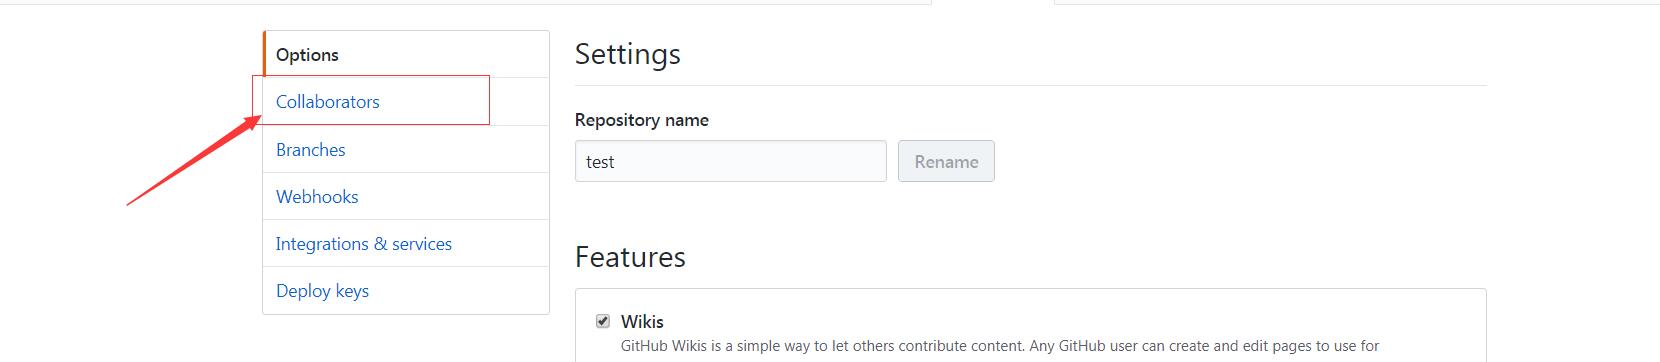 Options
Collaborators
Branches
Webhooks
Integrations & services
Deploy keys
Settings
Repository name
test
Rename
Features
Wikis
GitHub Wikis is a simple way to let others contribute content. Any GitHub user can create and edit pages to use for